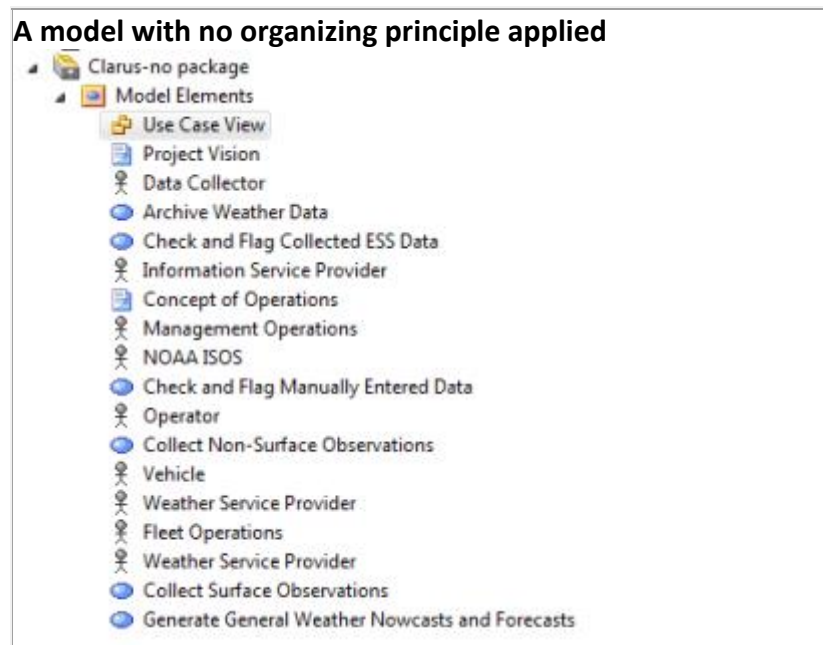 A model with no organizing principle applied
Clarus-no package
Model Elements
Use Case View
Project Vision
Data Collector
Archive Weather Data
Check and Flag Collected ESS Data
Information Service Provider
Concept of Operations
Management Operations
NOAA ISOS
Check and Flag Manually Entered Data
Operator
Collect Non-Surface Observations
Vehicle
Weather Service Provider
Fleet Operations
Weather Service Provider
Collect Surface Observations
Generate General Weather Nowcasts and Forecasts